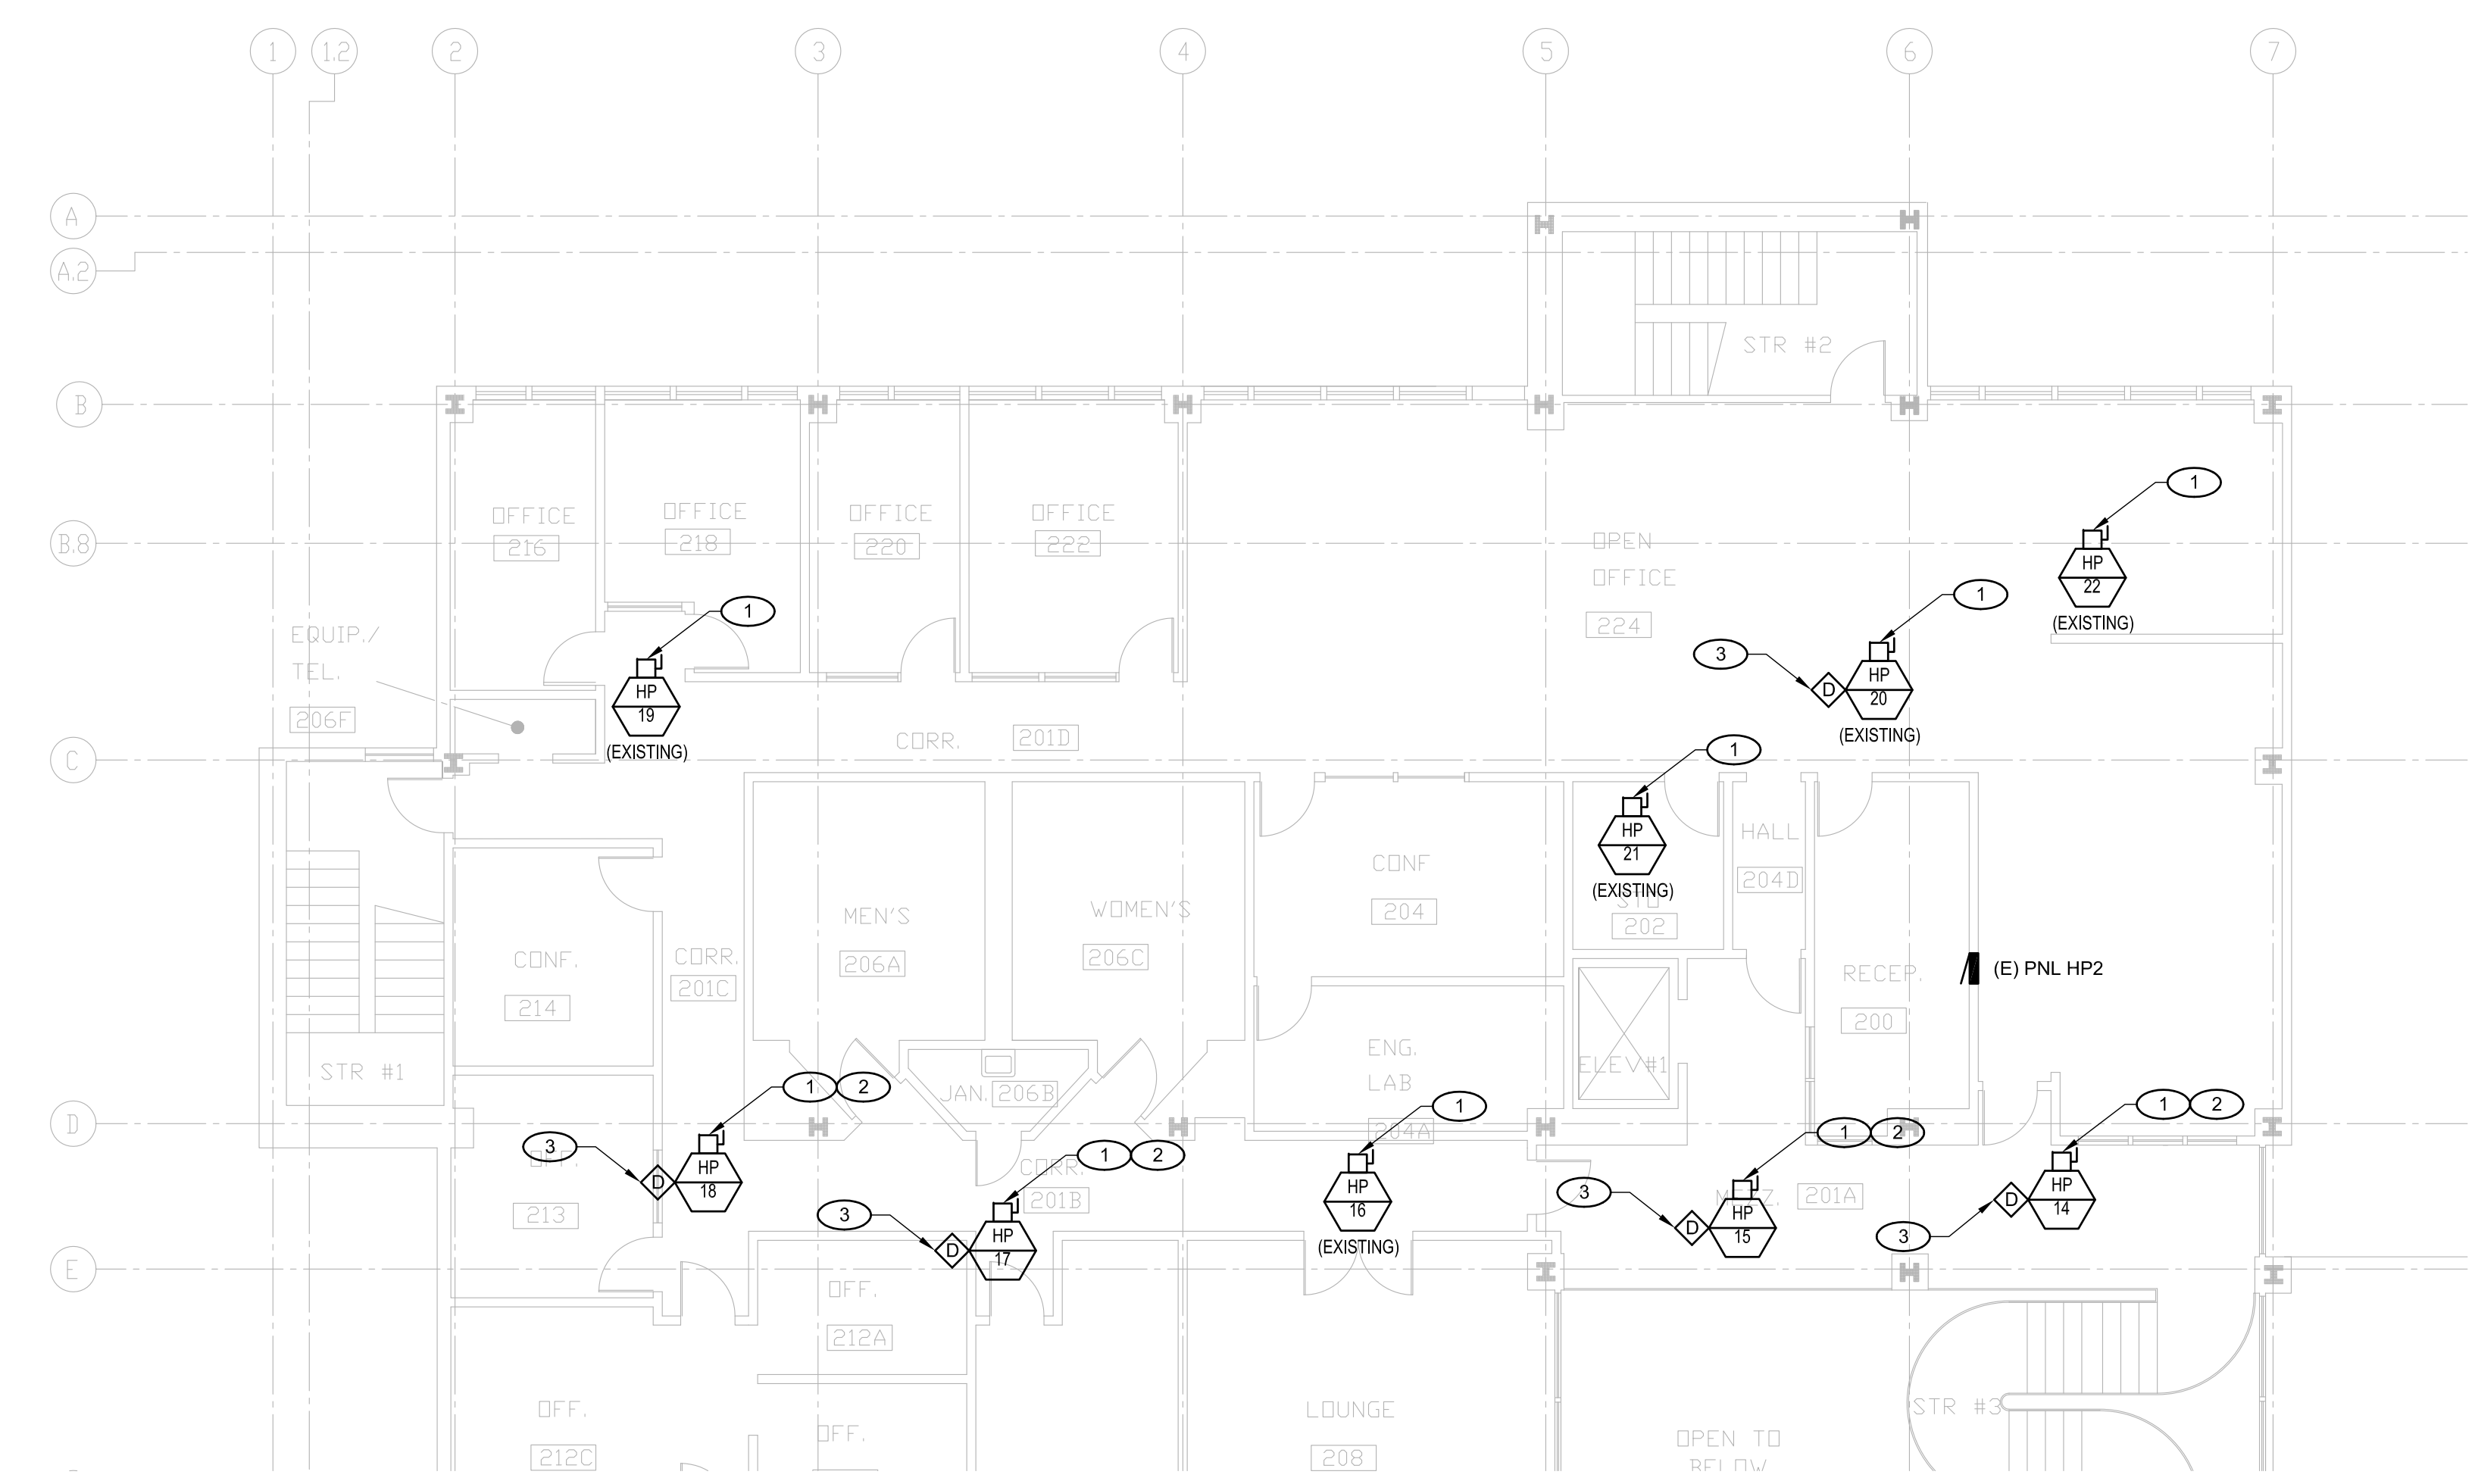 1
1.2
2
3
4
5
6
7
A
A.2
B
B.8
C
D
E
STR #2
OFFICE
216
OFFICE
218
OFFICE
220
OFFICE
222
OPEN
OFFICE
224
1
HP
22
(EXISTING)
1
3
D
HP
20
(EXISTING)
EQUIP./
TEL.
206F
1
HP
19
(EXISTING)
CORR.
201D
1
HP
21
(EXISTING)
STO
202
HALL
204D
CONF
204
MEN'S
206A
WOMEN'S
206C
CONF.
214
CORR.
201C
RECEP.
200
(E) PNL HP2
STR #1
ENG.
LAB
204A
ELEV#1
JAN.
206B
1
2
3
D
HP
18
OFF.
213
1
2
3
D
HP
17
CORR.
201B
1
HP
16
(EXISTING)
1
2
3
D
HP
15
MEZZ.
201A
1
2
3
D
HP
14
OFF.
212A
OFF.
212C
OFF.
LOUNGE
208
STR #3
OPEN TO
BELOW